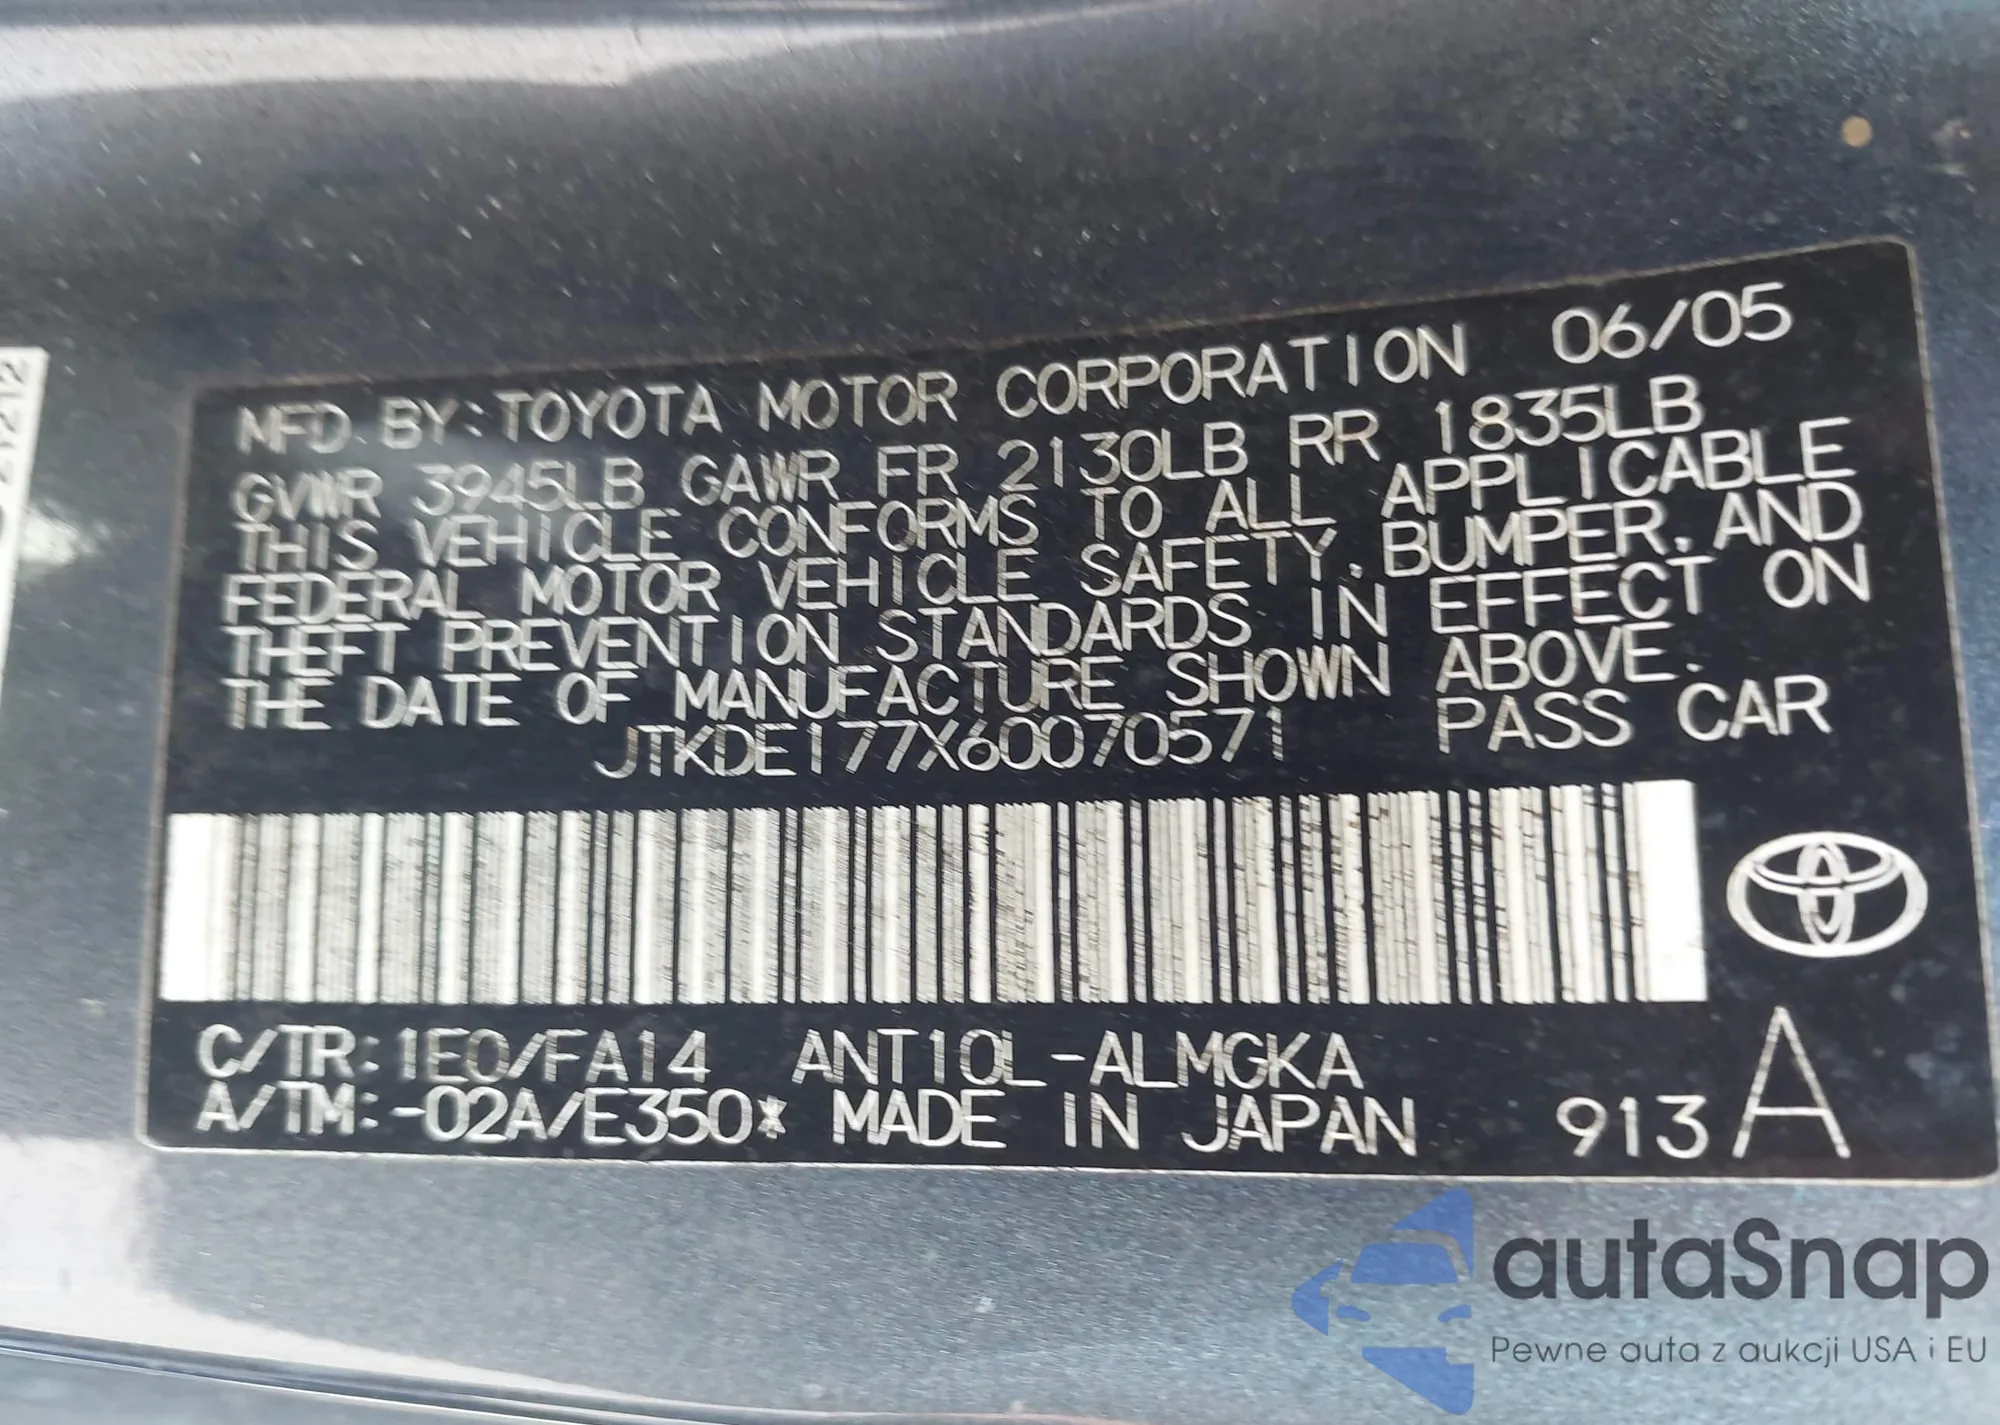 MFD. BY: TOYOTA MOTOR CORPORATION 06/05
GVWR 3945LB GAWR FR 2130LB RR 1835LB
THIS VEHICLE CONFORMS TO ALL APPLICABLE
FEDERAL MOTOR VEHICLE SAFETY, BUMPER, AND
THEFT PREVENTION STANDARDS IN EFFECT ON
THE DATE OF MANUFACTURE SHOWN ABOVE.
JTKDE177X60070571 PASS CAR
C/TR: 1E0/FA14 ANT10L-ALMGKA
A/TM: -02A/E350* MADE IN JAPAN 913 A
autaSnap
Pewne auta z aukcji USA i EU